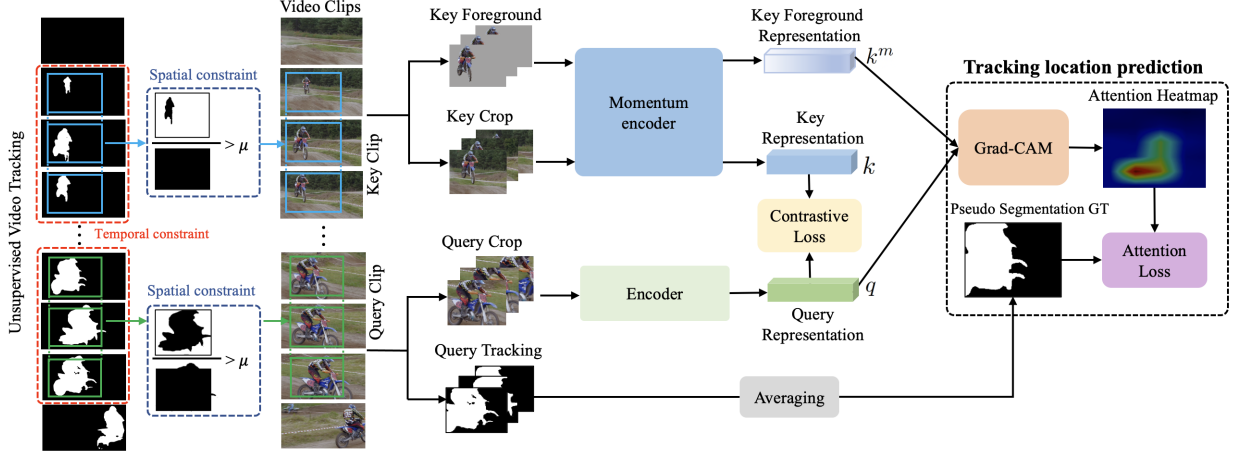 Unsupervised Video Tracking
Spatial constraint
> μ
Temporal constraint
Spatial constraint
> μ
Video Clips
Key Clip
Query Clip
Key Foreground
Key Crop
Query Crop
Query Tracking
Momentum
encoder
Encoder
Averaging
Key Foreground
Representation
k^m
Key
Representation
k
Contrastive
Loss
q
Query
Representation
Tracking location prediction
Attention Heatmap
Grad-CAM
Pseudo Segmentation GT
Attention
Loss